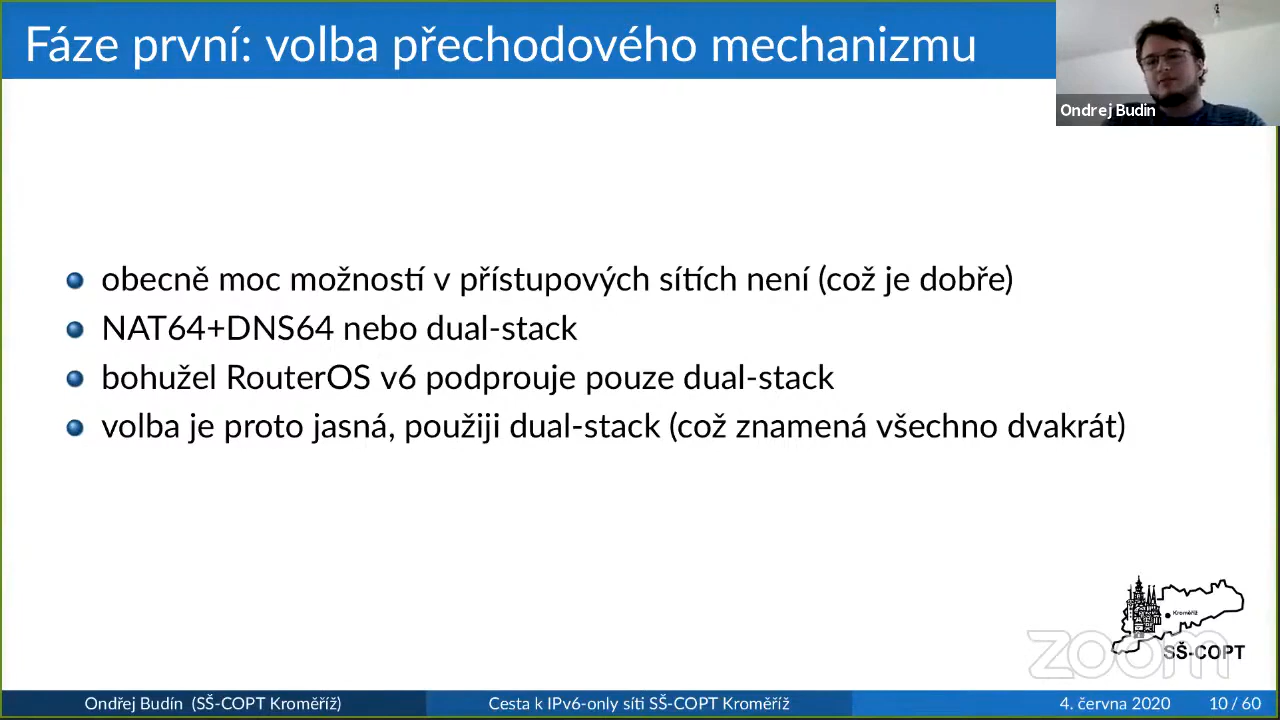 Fáze první: volba přechodového mechanizmu
Ondrej Budin
obecně moc možností v přístupových sítích není (což je dobře)
NAT64+DNS64 nebo dual-stack
bohužel RouterOS v6 podprouje pouze dual-stack
volba je proto jasná, použiji dual-stack (což znamená všechno dvakrát)
Kroměříž
zoom
SŠ-COPT
Ondřej Budín (SŠ-COPT Kroměříž)
Cesta k IPv6-only síti SŠ-COPT Kroměříž
4. června 2020
10 / 60